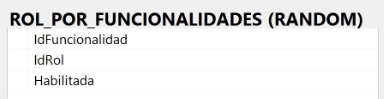 ROL_POR_FUNCIONALIDADES (RANDOM)
IdFuncionalidad
IdRol
Habilitada